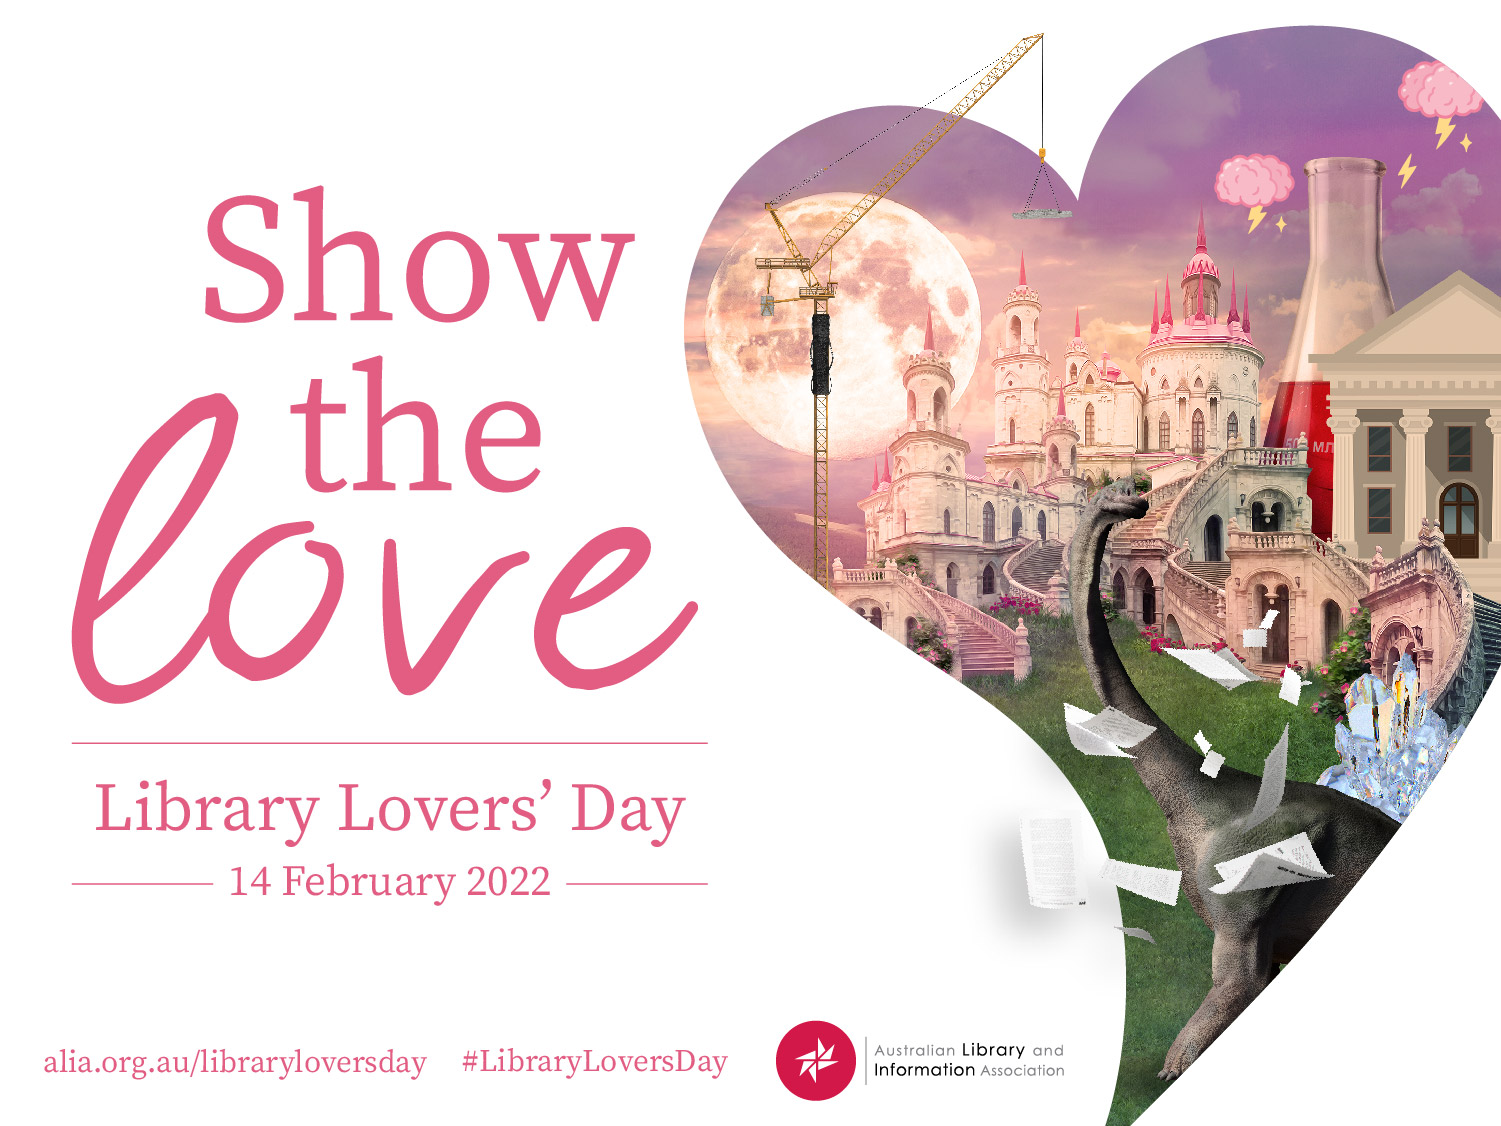 Show
the
love
Library Lovers’ Day
14 February 2022
alia.org.au/libraryloversday #LibraryLoversDay
Australian Library and
Information Association